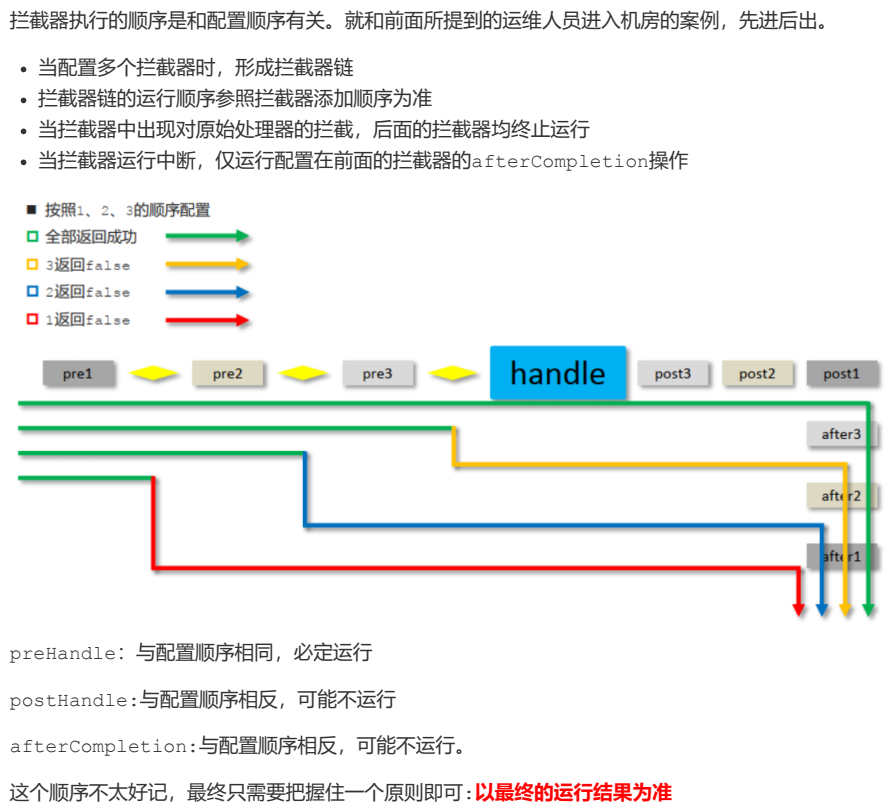 拦截器执行的顺序是和配置顺序有关。就和前面所提到的运维人员进入机房的案例，先进后出。
• 当配置多个拦截器时，形成拦截器链
• 拦截器链的运行顺序参照拦截器添加顺序为准
• 当拦截器中出现对原始处理器的拦截，后面的拦截器均终止运行
• 当拦截器运行中断，仅运行配置在前面的拦截器的afterCompletion操作
■ 按照1、2、3的顺序配置
全部返回成功
3返回false
2返回false
1返回false
pre1 pre2 pre3 handle post3 post2 post1
after3
after2
after1
preHandle：与配置顺序相同，必定运行
postHandle:与配置顺序相反，可能不运行
afterCompletion:与配置顺序相反，可能不运行。
这个顺序不太好记，最终只需要把握住一个原则即可:以最终的运行结果为准